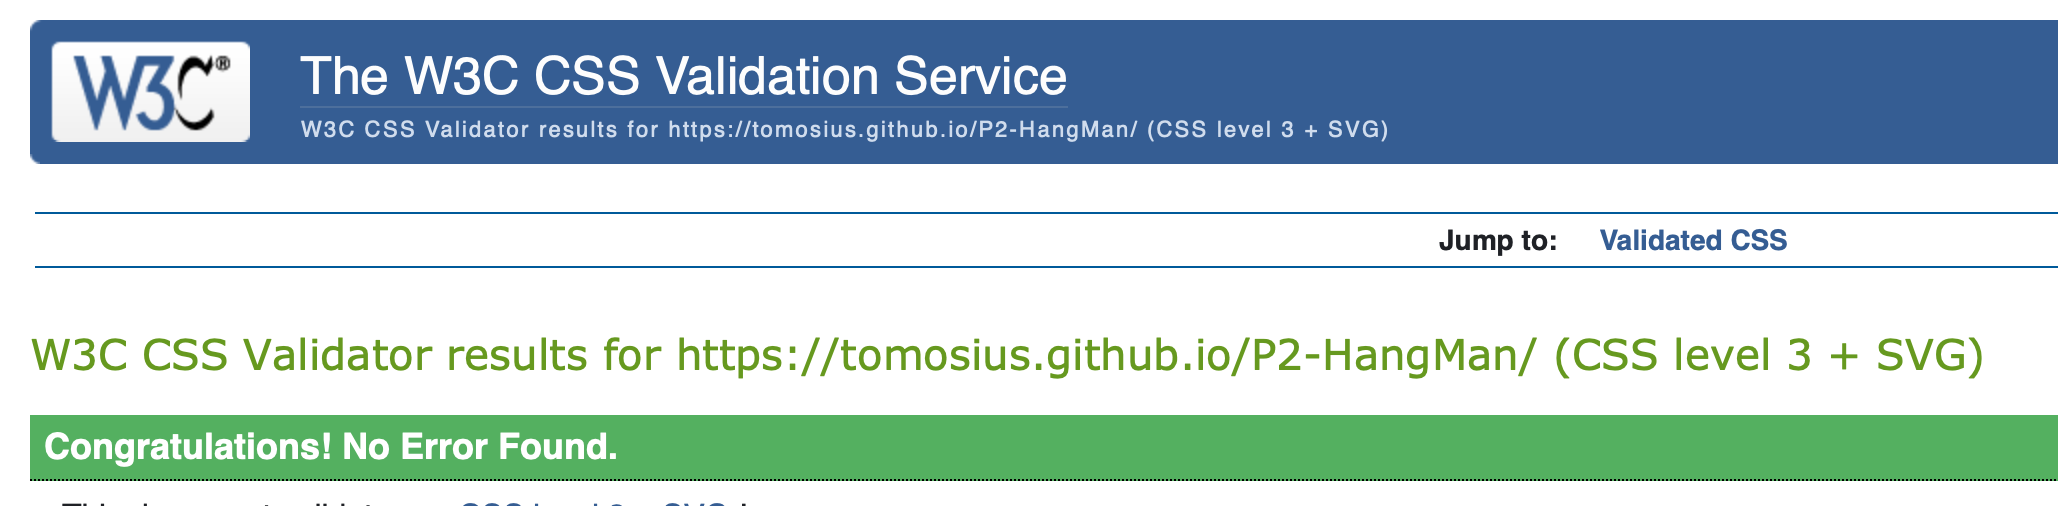 W3C®
The W3C CSS Validation Service
W3C CSS Validator results for https://tomosius.github.io/P2-HangMan/ (CSS level 3 + SVG)
Jump to: Validated CSS
W3C CSS Validator results for https://tomosius.github.io/P2-HangMan/ (CSS level 3 + SVG)
Congratulations! No Error Found.